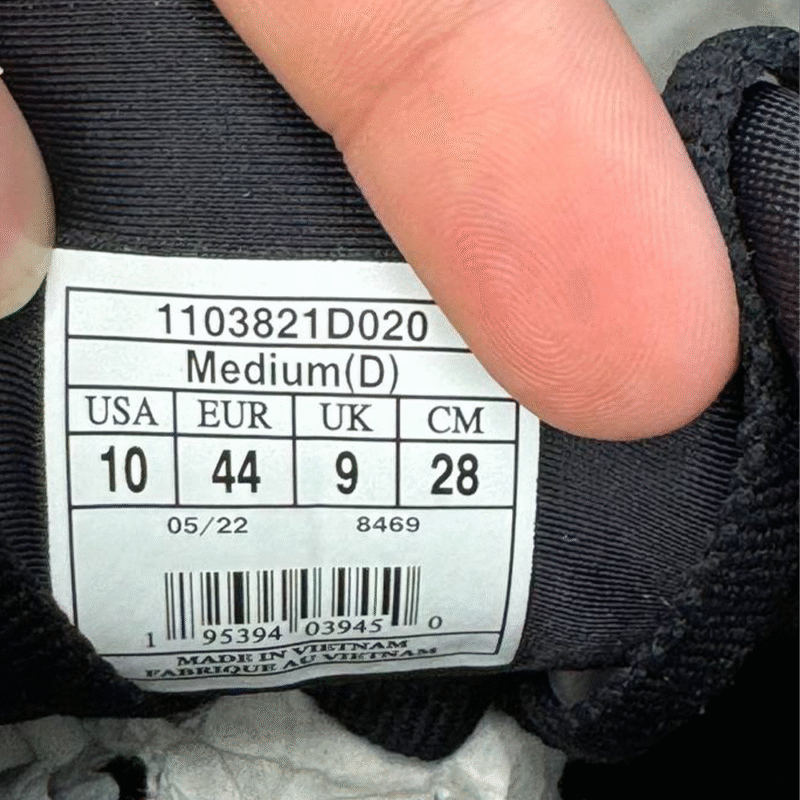 1103821D020
Medium(D)
USA EUR UK CM
10 44 9 28
05/22 8469
1 95394 03945 0
MADE IN VIETNAM
FABRIQUE AU VIETNAM